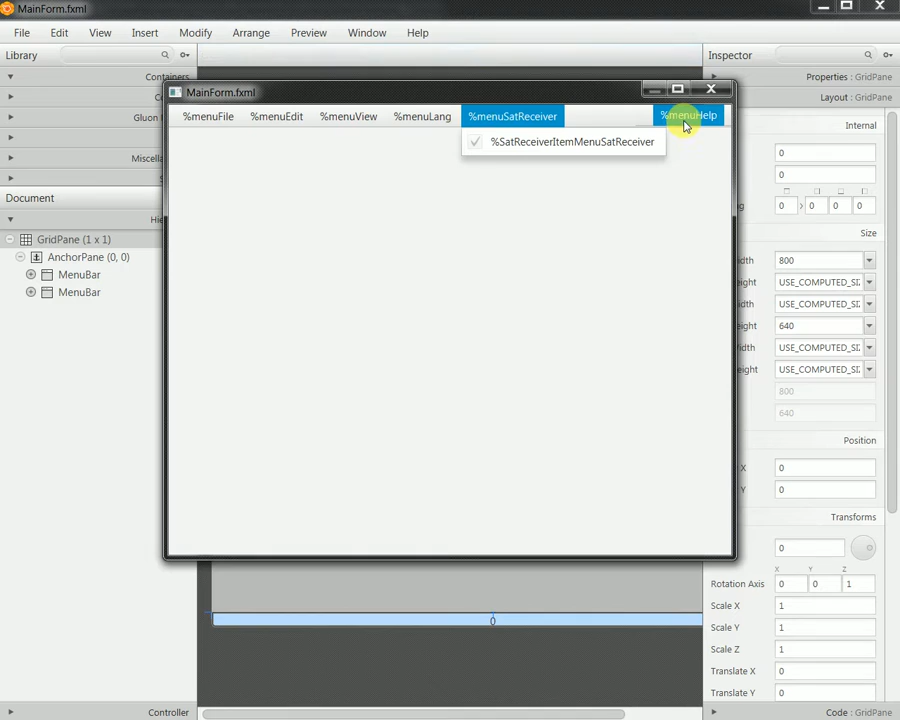 MainForm.fxml
File Edit View Insert Modify Arrange Preview Window Help
Library
Inspector
Containers
Properties : GridPane
MainForm.fxml
Layout : GridPane
%menuFile %menuEdit %menuView %menuLang %menuSatReceiver %menuHelp
Gluon
Internal
%SatReceiverItemMenuSatReceiver
0
Miscella
0
Document
0 0 0 0
Size
GridPane (1 x 1)
AnchorPane (0, 0)
800
MenuBar
USE_COMPUTED_SI
MenuBar
USE_COMPUTED_SI
640
USE_COMPUTED_SI
USE_COMPUTED_SI
800
640
Position
X 0
Y 0
Transforms
0
X Y Z
Rotation Axis 0 0 1
Scale X 1
0
Scale Y 1
Scale Z 1
Translate X 0
Translate Y 0
Controller
Code : GridPane